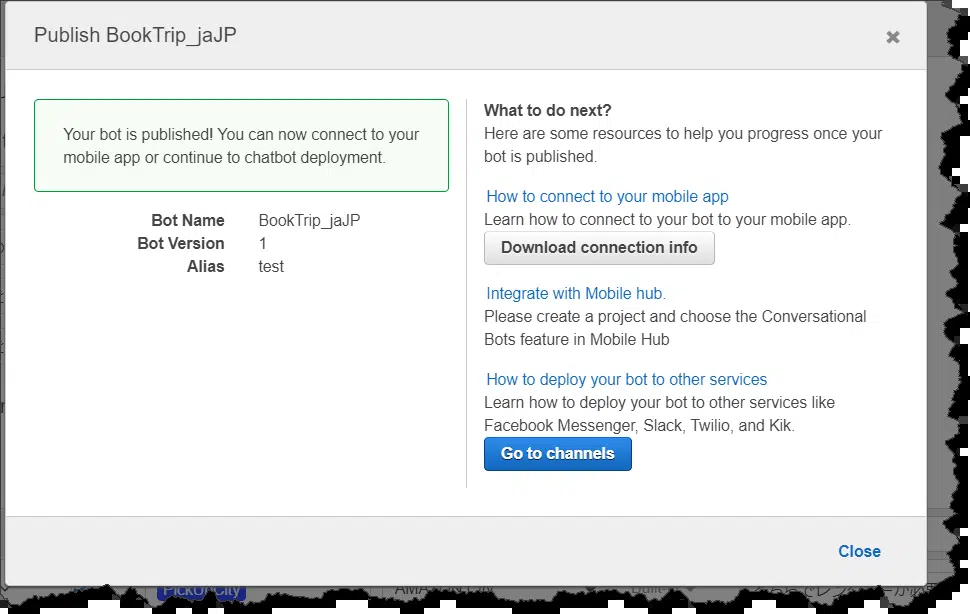 Publish BookTrip_jaJP
Your bot is published! You can now connect to your
mobile app or continue to chatbot deployment.
Bot Name BookTrip_jaJP
Bot Version 1
Alias test
What to do next?
Here are some resources to help you progress once your
bot is published.
How to connect to your mobile app
Learn how to connect to your bot to your mobile app.
Download connection info
Integrate with Mobile hub.
Please create a project and choose the Conversational
Bots feature in Mobile Hub
How to deploy your bot to other services
Learn how to deploy your bot to other services like
Facebook Messenger, Slack, Twilio, and Kik.
Go to channels
Close